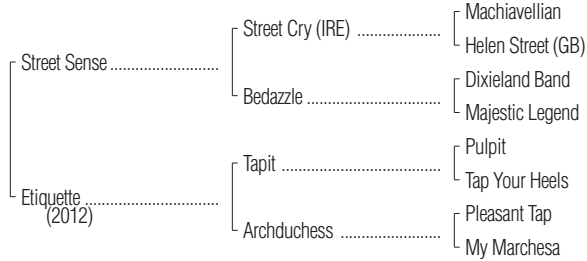 Machiavellian
Street Cry (IRE) ....................
Helen Street (GB)
Street Sense ..........................
Dixieland Band
Bedazzle ................................
Majestic Legend
Pulpit
Tapit ......................................
Tap Your Heels
Etiquette ................................
(2012)
Pleasant Tap
Archduchess ........................
My Marchesa